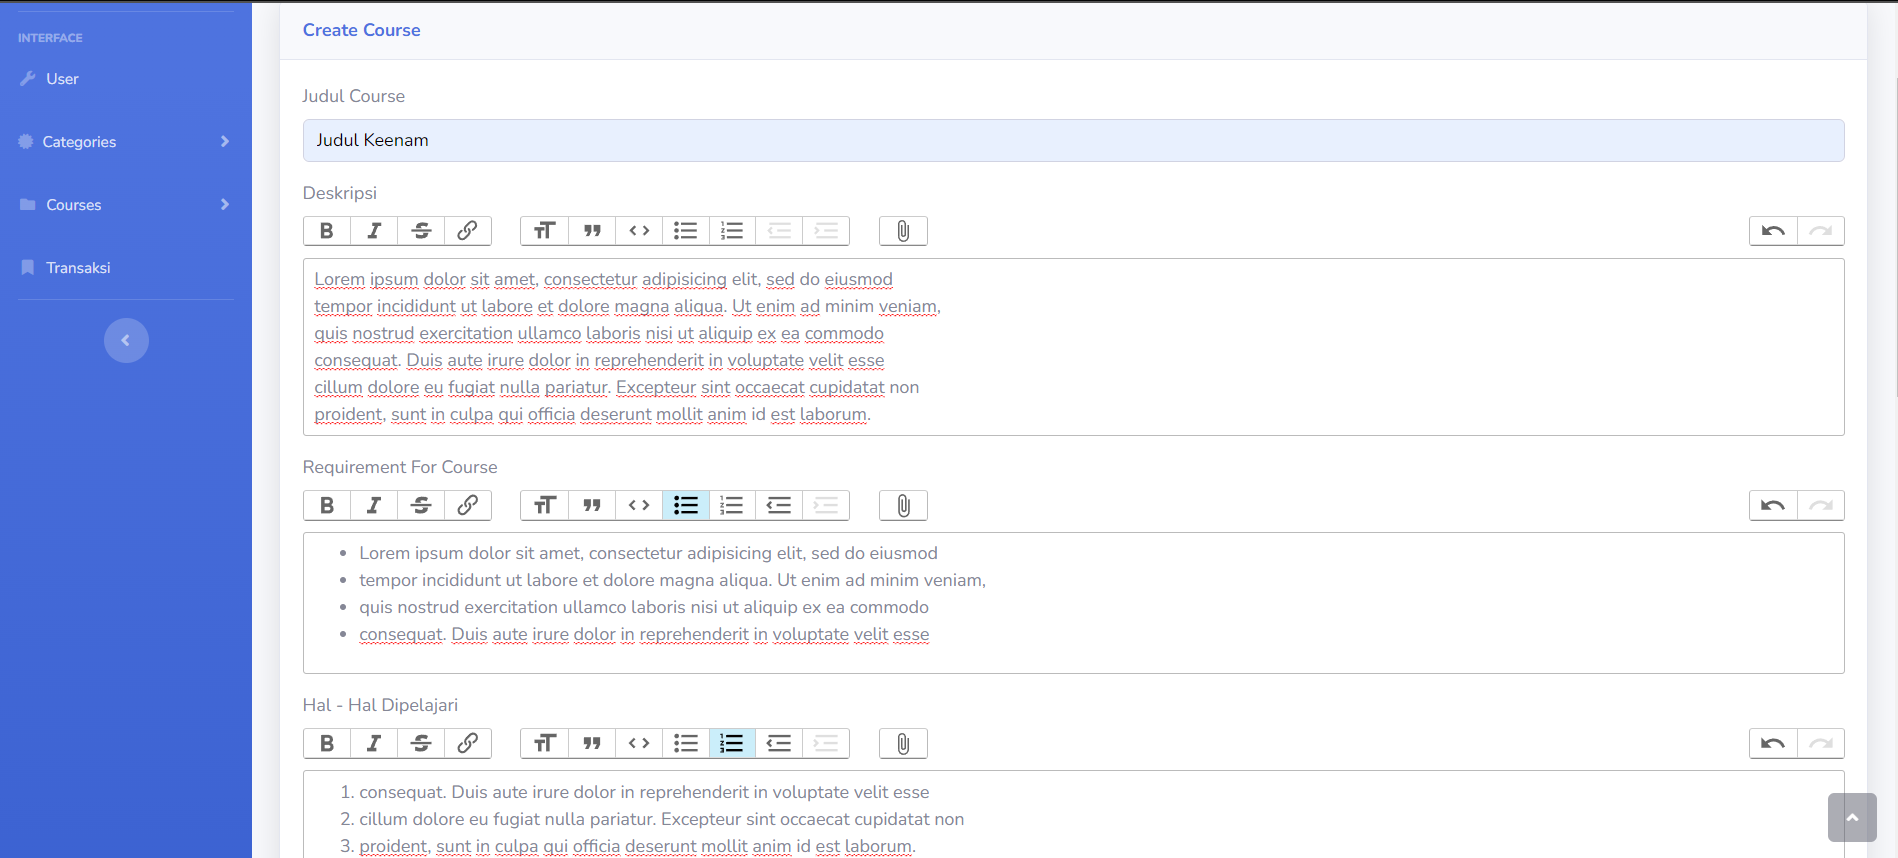 INTERFACE
User
Categories
Courses
Transaksi
Create Course
Judul Course
Judul Keenam
Deskripsi
Lorem ipsum dolor sit amet, consectetur adipisicing elit, sed do eiusmod
tempor incididunt ut labore et dolore magna aliqua. Ut enim ad minim veniam,
quis nostrud exercitation ullamco laboris nisi ut aliquip ex ea commodo
consequat. Duis aute irure dolor in reprehenderit in voluptate velit esse
cillum dolore eu fugiat nulla pariatur. Excepteur sint occaecat cupidatat non
proident, sunt in culpa qui officia deserunt mollit anim id est laborum.
Requirement For Course
• Lorem ipsum dolor sit amet, consectetur adipisicing elit, sed do eiusmod
• tempor incididunt ut labore et dolore magna aliqua. Ut enim ad minim veniam,
• quis nostrud exercitation ullamco laboris nisi ut aliquip ex ea commodo
• consequat. Duis aute irure dolor in reprehenderit in voluptate velit esse
Hal - Hal Dipelajari
1. consequat. Duis aute irure dolor in reprehenderit in voluptate velit esse
2. cillum dolore eu fugiat nulla pariatur. Excepteur sint occaecat cupidatat non
3. proident, sunt in culpa qui officia deserunt mollit anim id est laborum.